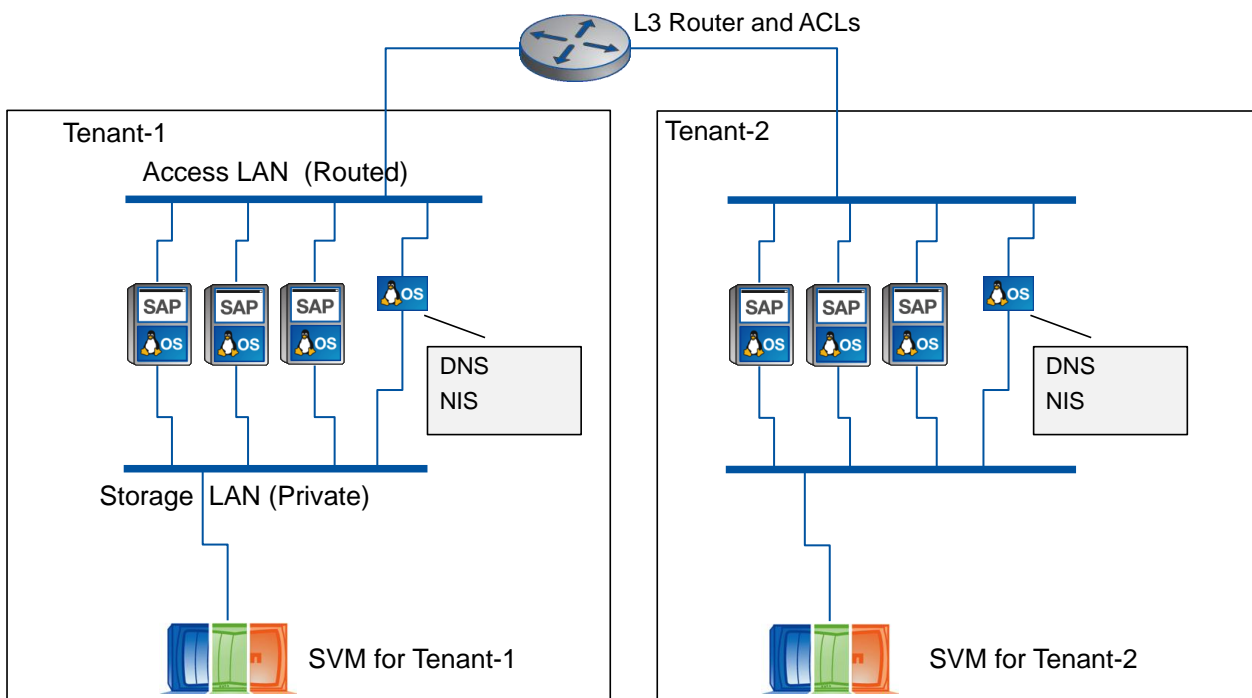 L3 Router and ACLs
Tenant-1
Access LAN (Routed)
SAP
OS
SAP
OS
SAP
OS
OS
DNS
NIS
Storage LAN (Private)
SVM for Tenant-1
Tenant-2
SAP
OS
SAP
OS
SAP
OS
OS
DNS
NIS
SVM for Tenant-2